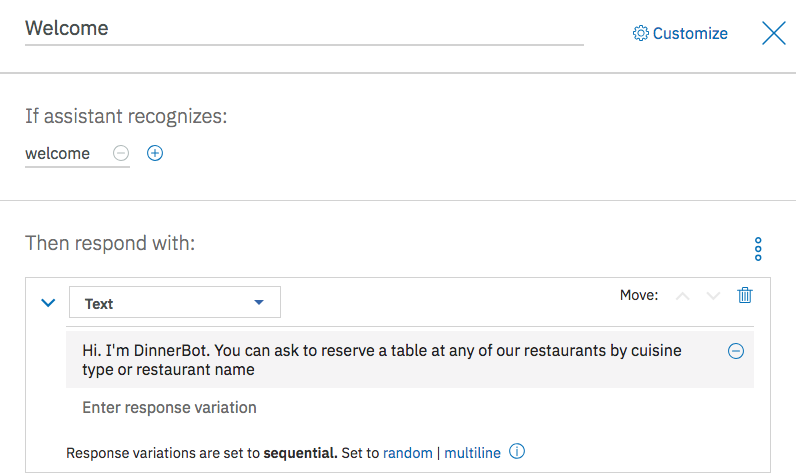 Welcome
Customize
If assistant recognizes:
welcome
Then respond with:
Text
Move:
Hi. I'm DinnerBot. You can ask to reserve a table at any of our restaurants by cuisine
type or restaurant name
Enter response variation
Response variations are set to sequential. Set to random | multiline